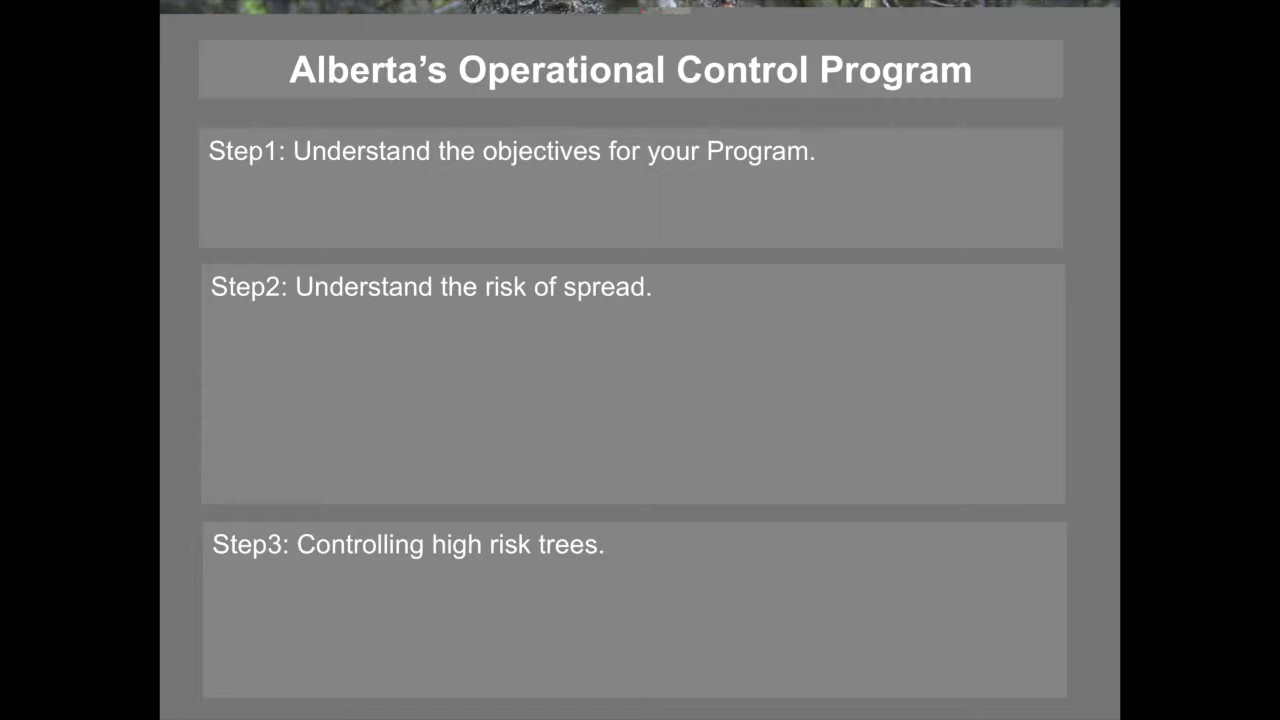 Alberta’s Operational Control Program
Step1: Understand the objectives for your Program.
Step2: Understand the risk of spread.
Step3: Controlling high risk trees.